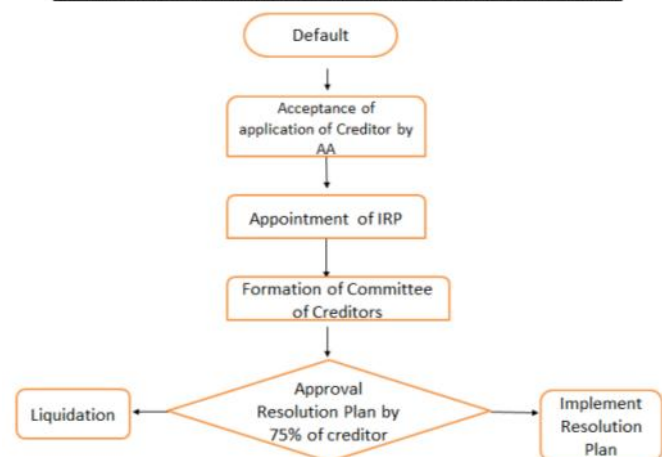 Default
Acceptance of
application of Creditor by
AA
Appointment of IRP
Formation of Committee
of Creditors
Approval
Resolution Plan by
75% of creditor
Liquidation
Implement
Resolution
Plan